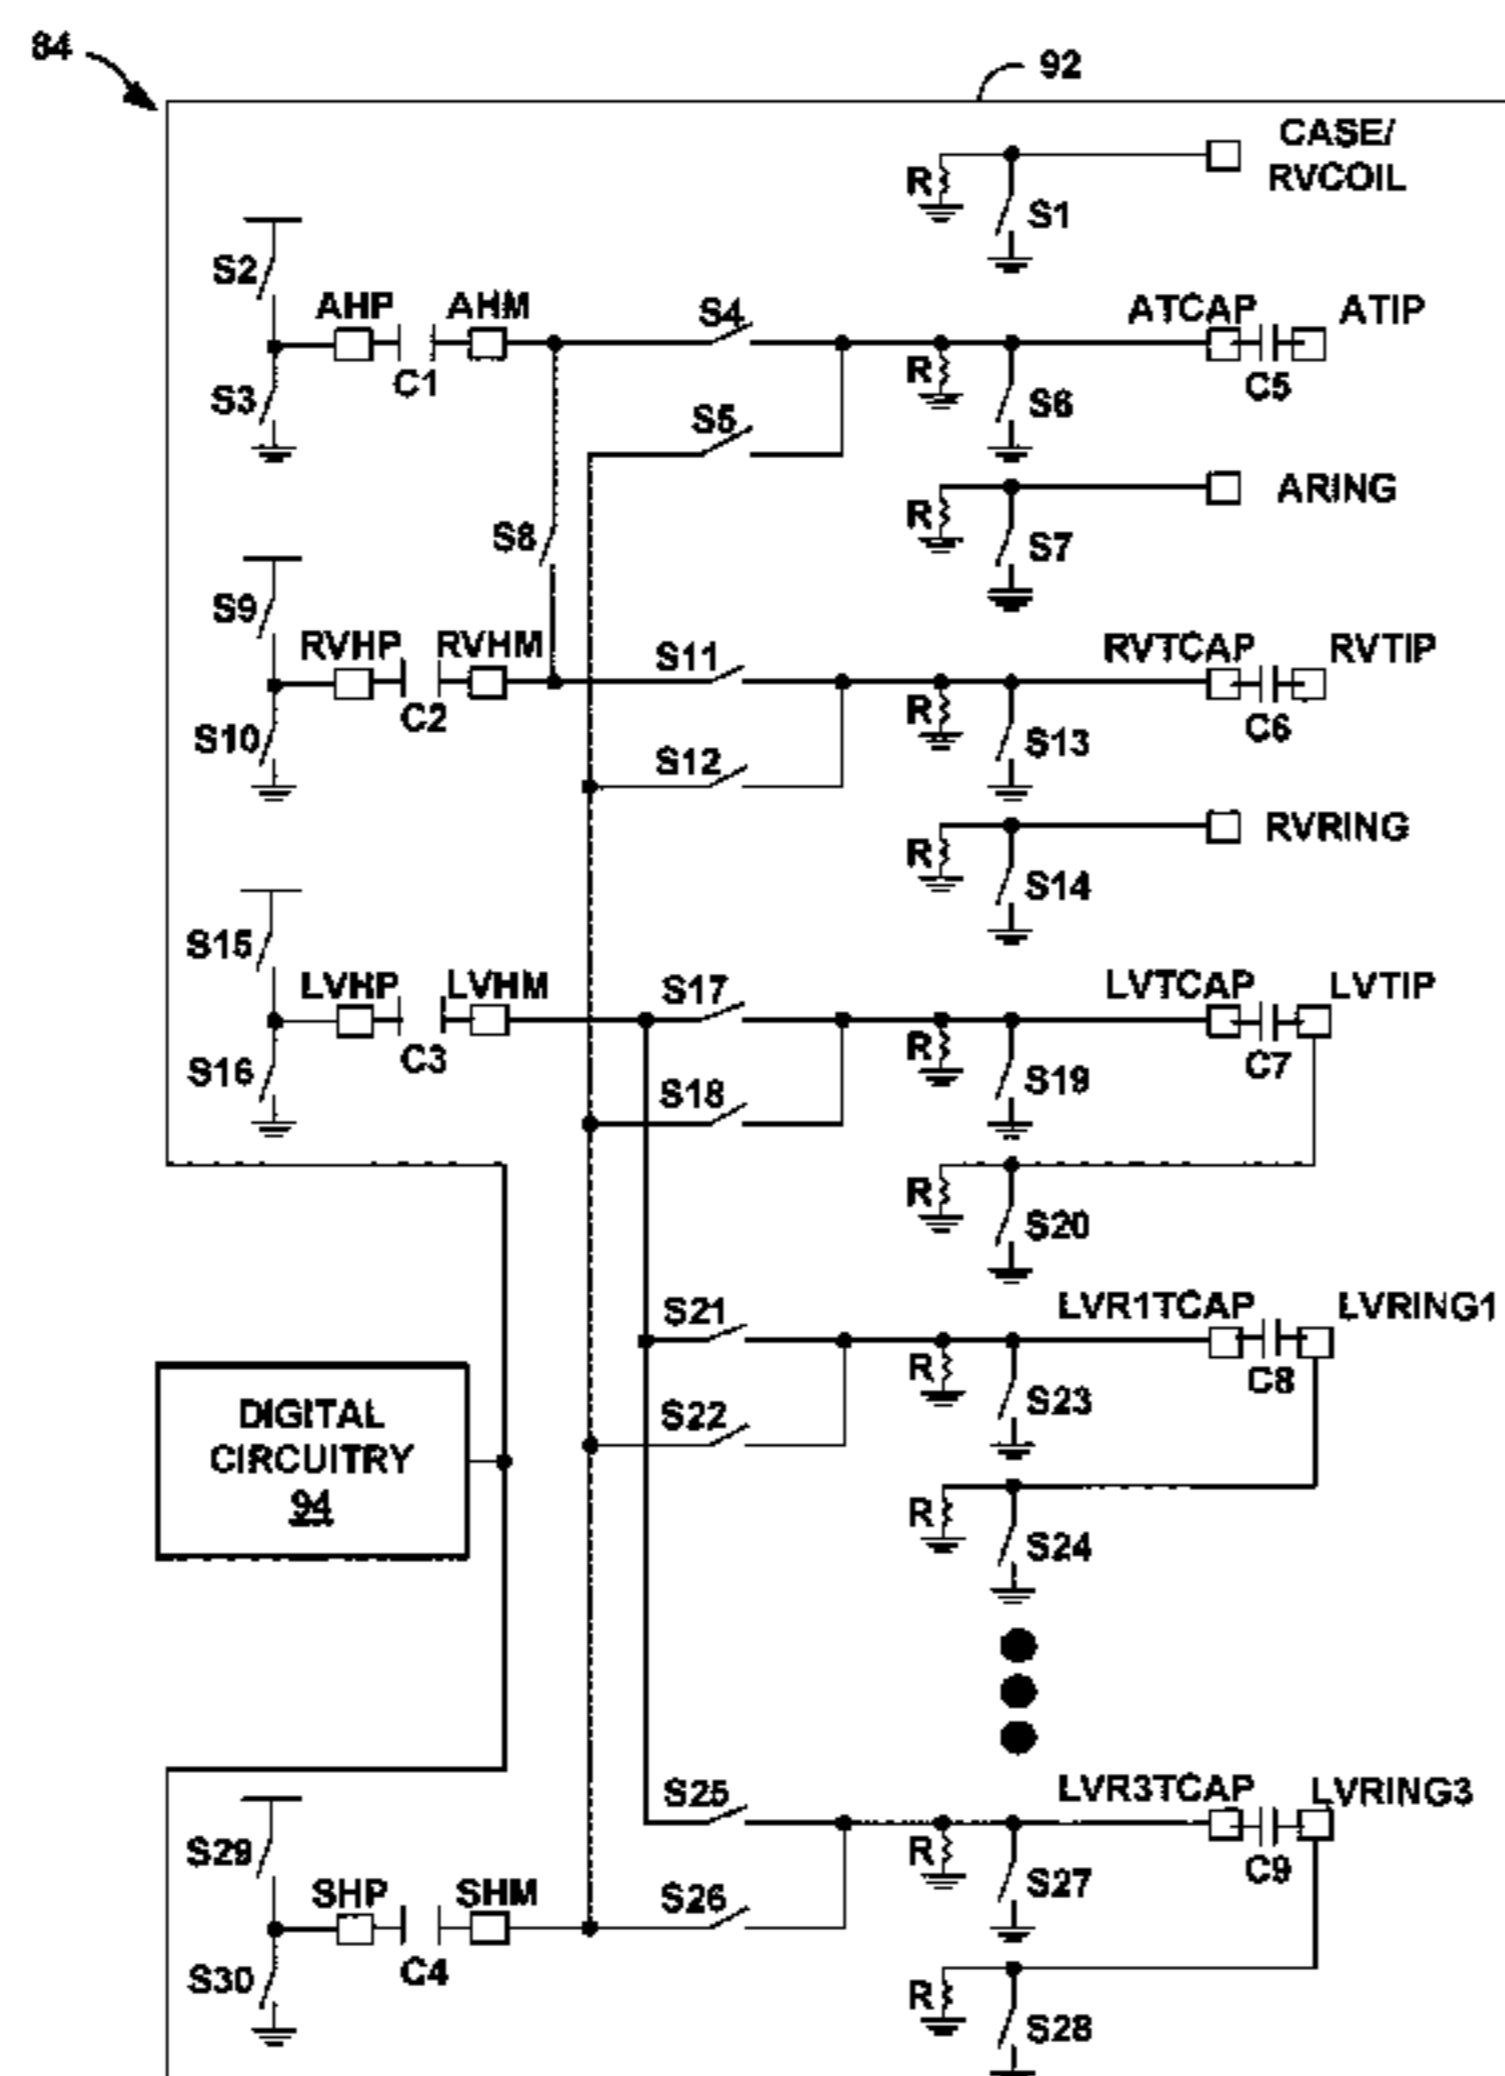 84
92
CASE/
RVCOIL
R
S1
S2
AHP
AHM
S4
ATCAP
ATIP
S3
C1
R
S6
C5
S5
ARING
S8
R
S7
S9
RVHP
RVHM
S11
RVTCAP
RVTIP
S10
C2
R
S13
C6
S12
RVRING
R
S14
S15
LVHP
LVHM
S17
LVTCAP
LVTIP
S16
C3
R
S19
C7
S18
R
S20
S21
LVR1TCAP
LVRING1
R
S23
C8
DIGITAL
CIRCUITRY
94
S22
R
S24
S25
LVR3TCAP
LVRING3
S29
R
S27
C9
SHP
SHM
S26
S30
C4
R
S28